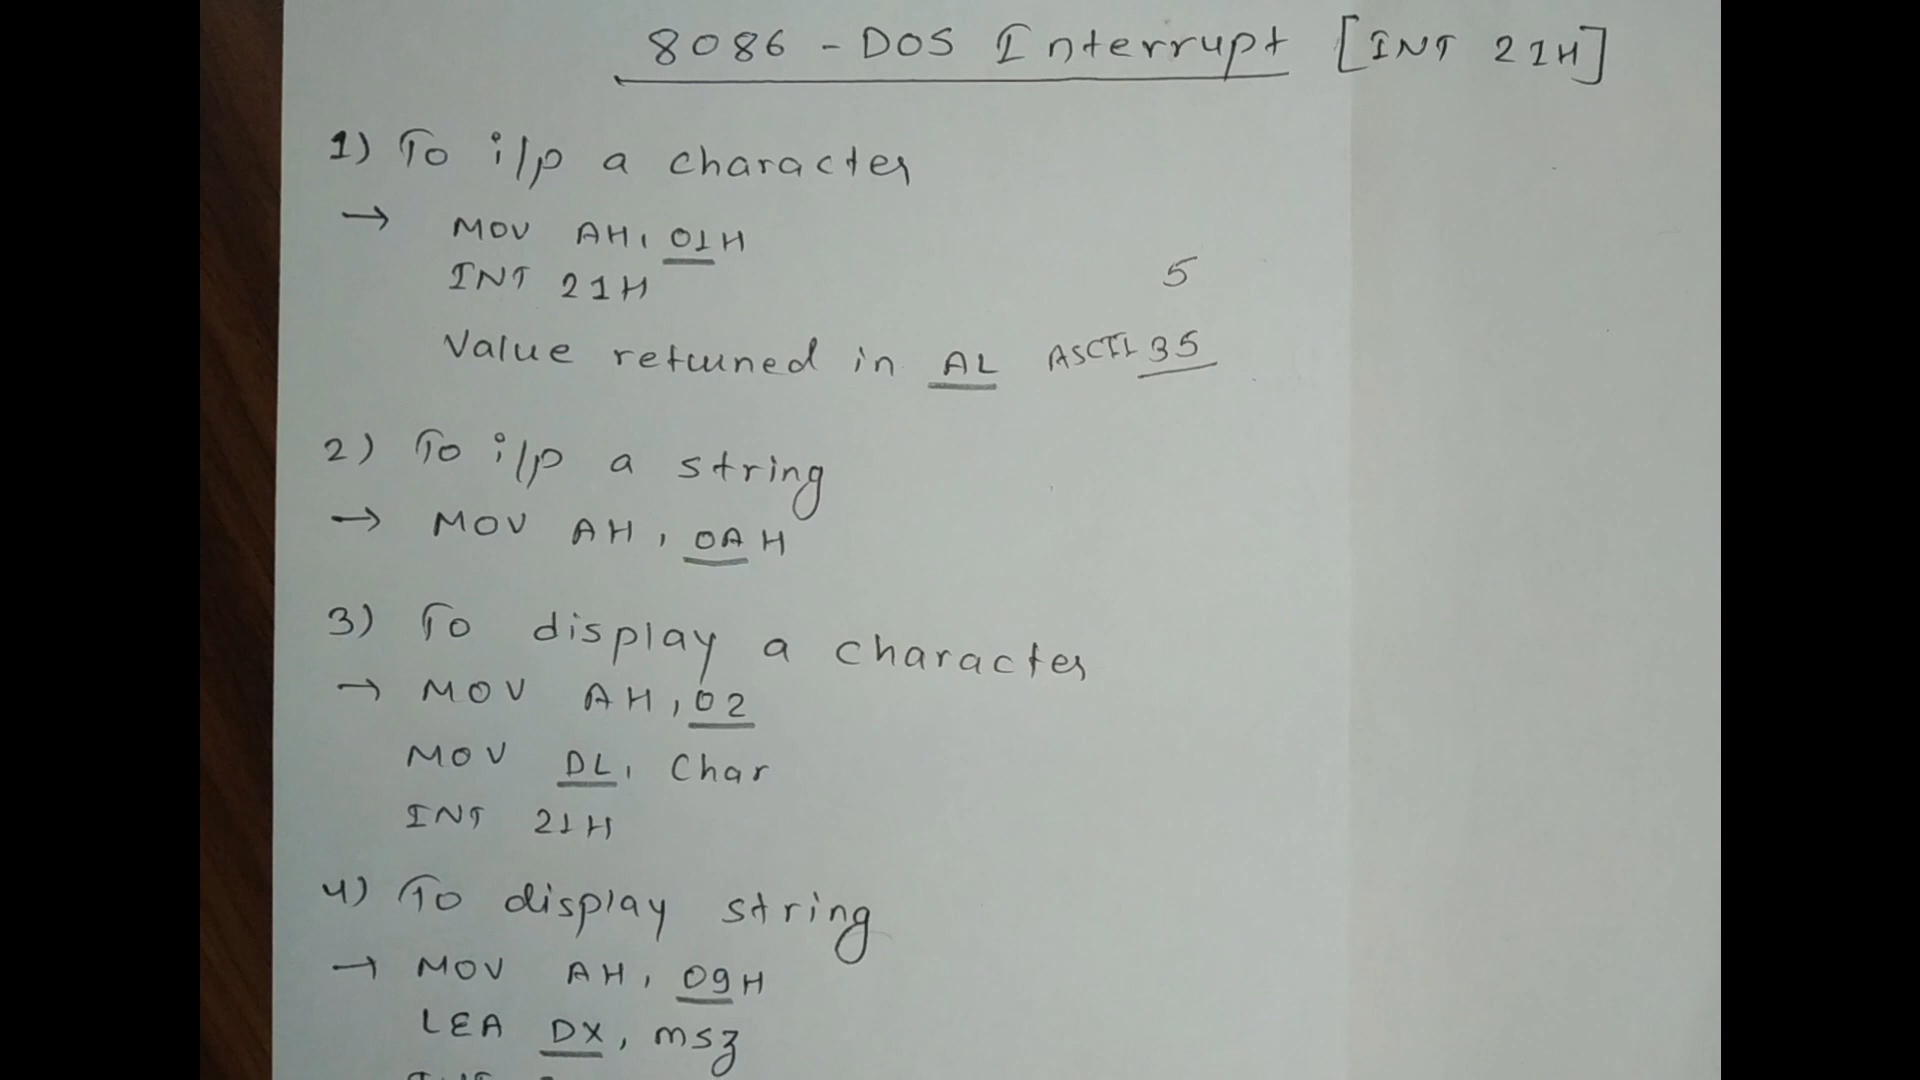 8086 - DOS Interrupt [INT 21H]
1) To i/p a character
→ MOV AH, 01H
INT 21H
5
Value returned in AL ASCII 35
2) To i/p a string
→ MOV AH, 0AH
3) To display a character
→ MOV AH, 02
MOV DL, Char
INT 21H
4) To display string
→ MOV AH, 09H
LEA DX, msg